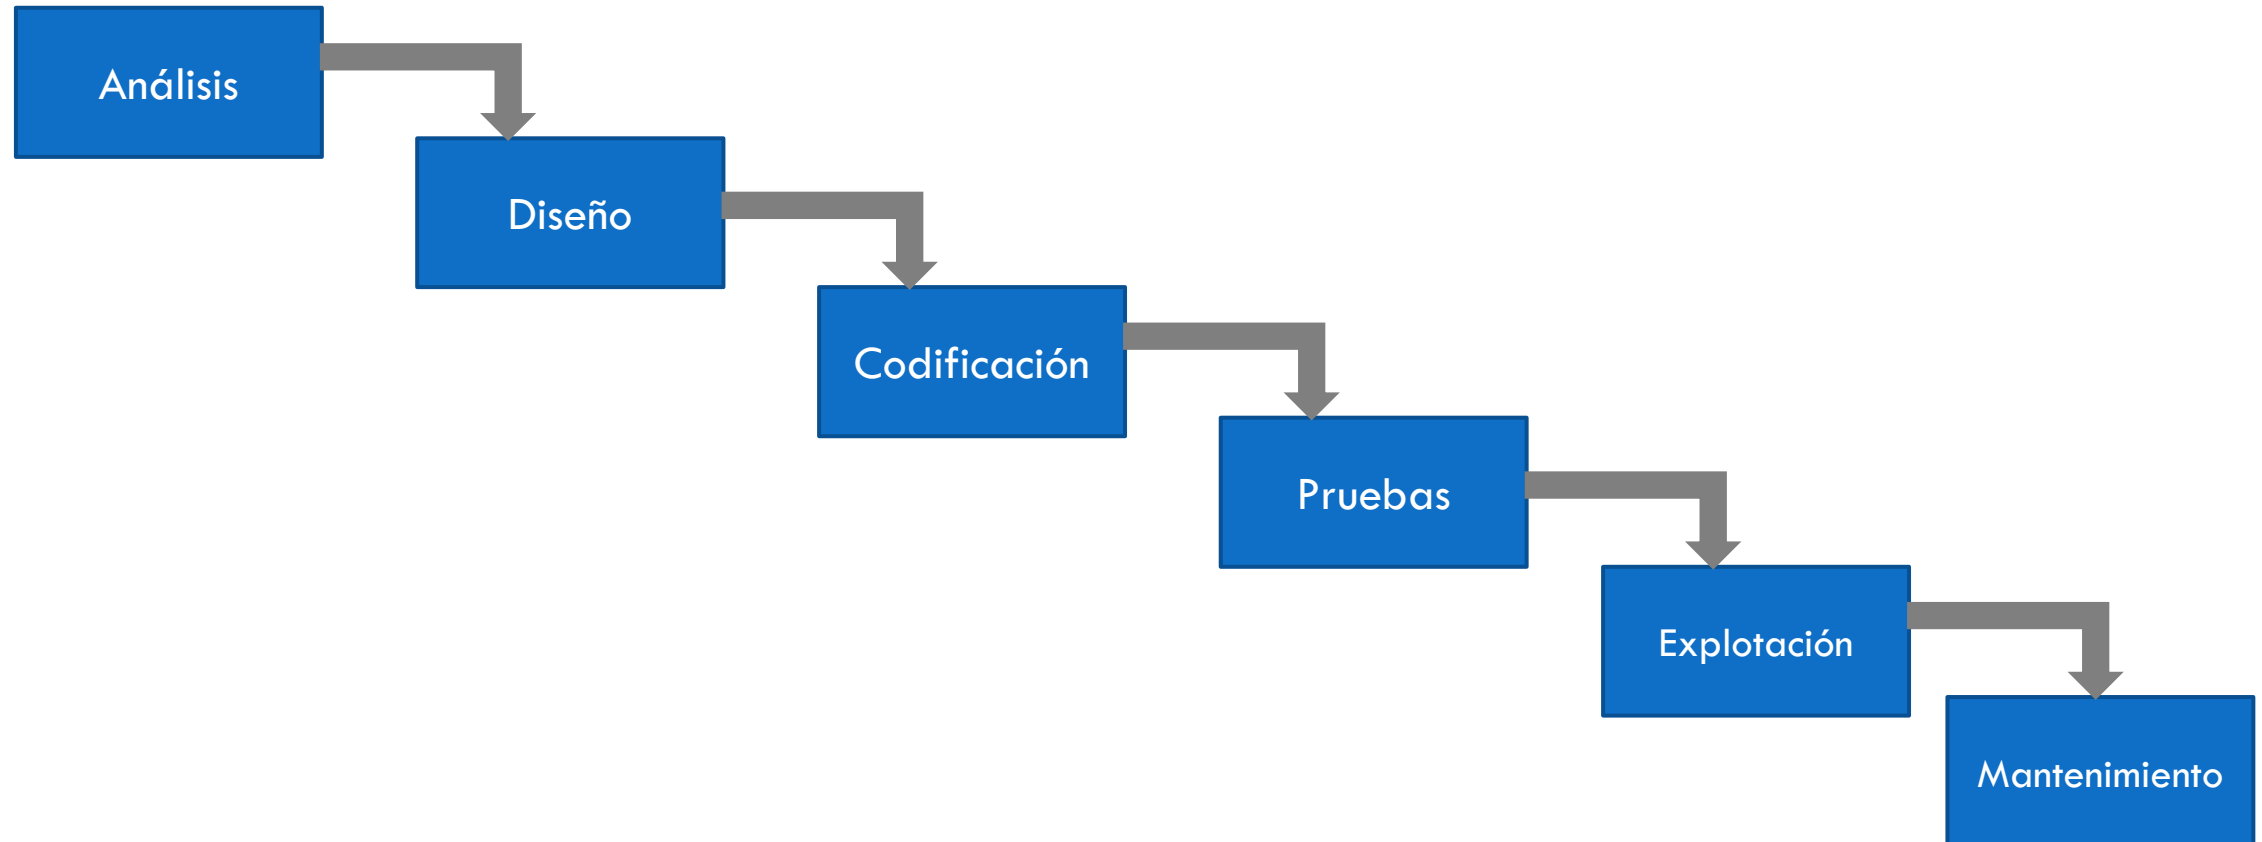 Análisis
Diseño
Codificación
Pruebas
Explotación
Mantenimiento